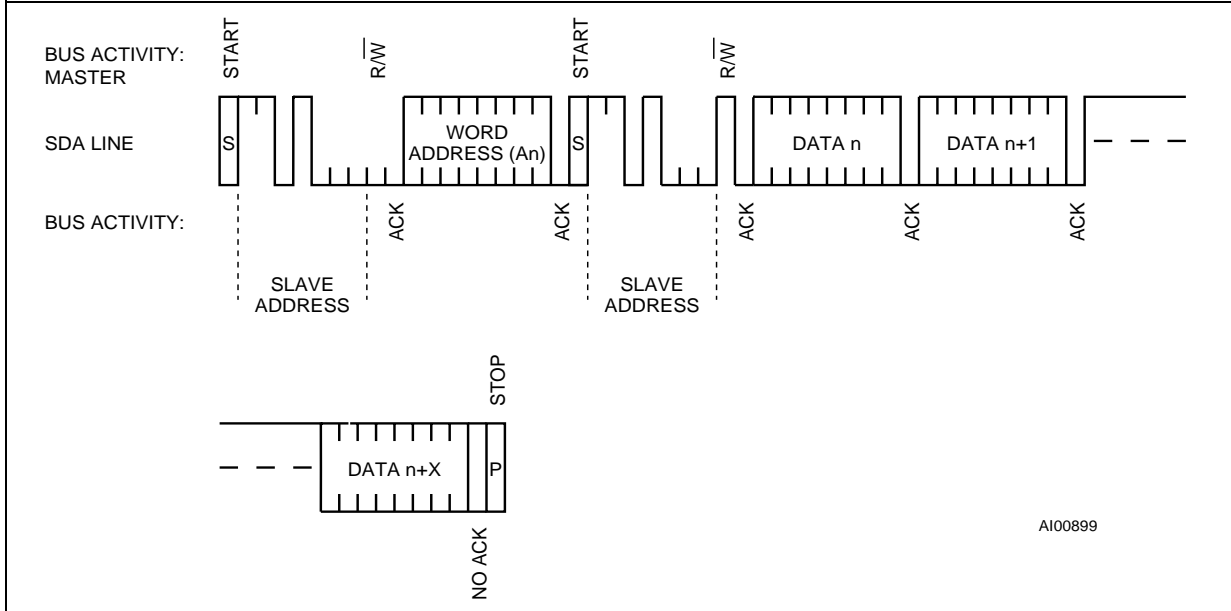 START
R/W
START
R/W
BUS ACTIVITY:
MASTER
SDA LINE
S
WORD
ADDRESS (An)
S
DATA n
DATA n+1
BUS ACTIVITY:
ACK
ACK
ACK
ACK
ACK
SLAVE
ADDRESS
SLAVE
ADDRESS
STOP
DATA n+X
P
NO ACK
AI00899